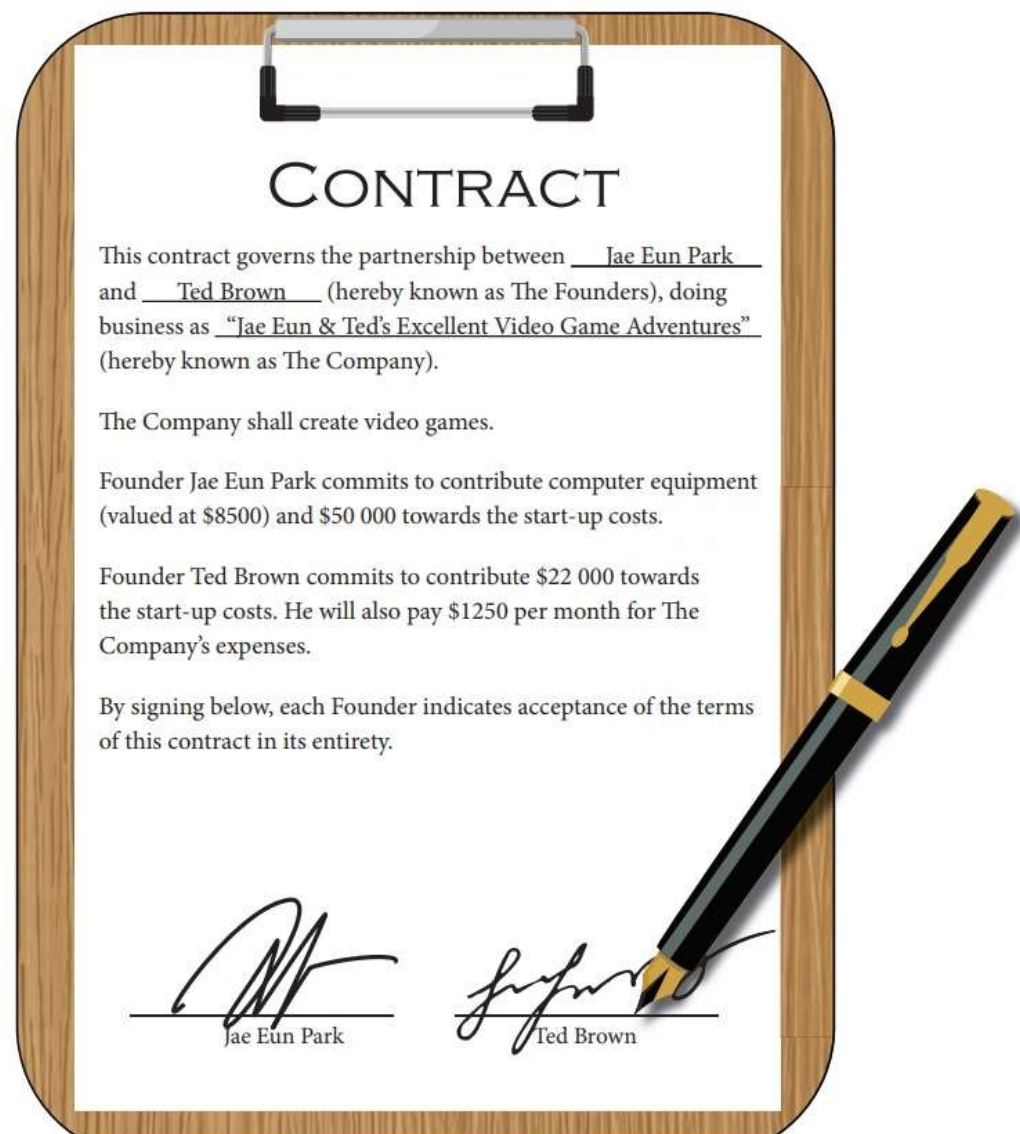 CONTRACT
This contract governs the partnership between Jae Eun Park
and Ted Brown (hereby known as The Founders), doing
business as “Jae Eun & Ted’s Excellent Video Game Adventures”
(hereby known as The Company).
The Company shall create video games.
Founder Jae Eun Park commits to contribute computer equipment
(valued at $8500) and $50 000 towards the start-up costs.
Founder Ted Brown commits to contribute $22 000 towards
the start-up costs. He will also pay $1250 per month for The
Company’s expenses.
By signing below, each Founder indicates acceptance of the terms
of this contract in its entirety.
Jae Eun Park Ted Brown